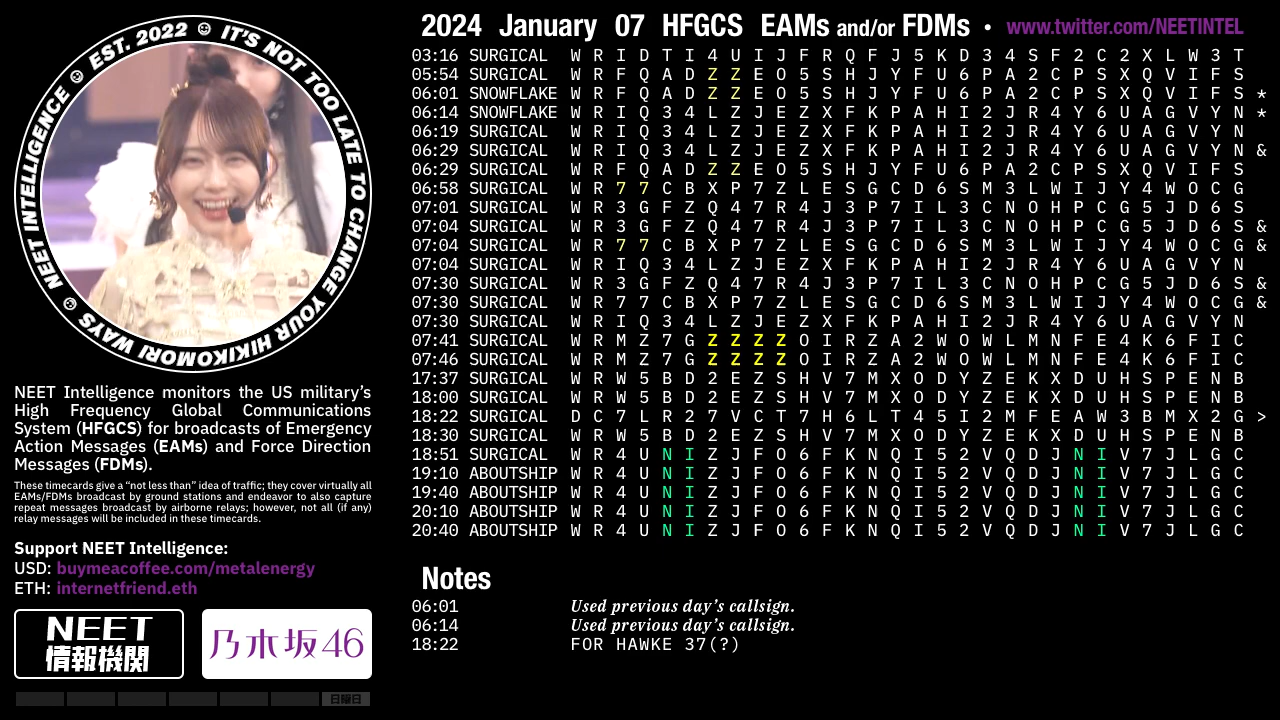 EST. 2022 ☺ IT'S NOT TOO LATE TO CHANGE YOUR HIKIKOMORI WAYS ☺ NEET INTELLIGENCE ☺
NEET Intelligence monitors the US military's
High Frequency Global Communications
System (HFGCS) for broadcasts of Emergency
Action Messages (EAMs) and Force Direction
Messages (FDMs).
These timecards give a "not less than" idea of traffic; they cover virtually all
EAMs/FDMs broadcast by ground stations and endeavor to also capture
repeat messages broadcast by airborne relays; however, not all (if any)
relay messages will be included in these timecards.
Support NEET Intelligence:
USD: buymeacoffee.com/metalenergy
ETH: internetfriend.eth
NEET
情報機関
乃木坂46
日曜日
2024 January 07 HFGCS EAMs and/or FDMs • www.twitter.com/NEETINTEL
03:16 SURGICAL W R I D T I 4 U I J F R Q F J 5 K D 3 4 S F 2 C 2 X L W 3 T
05:54 SURGICAL W R F Q A D Z Z E O 5 S H J Y F U 6 P A 2 C P S X Q V I F S
06:01 SNOWFLAKE W R F Q A D Z Z E O 5 S H J Y F U 6 P A 2 C P S X Q V I F S *
06:14 SNOWFLAKE W R I Q 3 4 L Z J E Z X F K P A H I 2 J R 4 Y 6 U A G V Y N *
06:19 SURGICAL W R I Q 3 4 L Z J E Z X F K P A H I 2 J R 4 Y 6 U A G V Y N
06:29 SURGICAL W R I Q 3 4 L Z J E Z X F K P A H I 2 J R 4 Y 6 U A G V Y N &
06:29 SURGICAL W R F Q A D Z Z E O 5 S H J Y F U 6 P A 2 C P S X Q V I F S
06:58 SURGICAL W R 7 7 C B X P 7 Z L E S G C D 6 S M 3 L W I J Y 4 W O C G
07:01 SURGICAL W R 3 G F Z Q 4 7 R 4 J 3 P 7 I L 3 C N O H P C G 5 J D 6 S
07:04 SURGICAL W R 3 G F Z Q 4 7 R 4 J 3 P 7 I L 3 C N O H P C G 5 J D 6 S &
07:04 SURGICAL W R 7 7 C B X P 7 Z L E S G C D 6 S M 3 L W I J Y 4 W O C G &
07:04 SURGICAL W R I Q 3 4 L Z J E Z X F K P A H I 2 J R 4 Y 6 U A G V Y N
07:30 SURGICAL W R 3 G F Z Q 4 7 R 4 J 3 P 7 I L 3 C N O H P C G 5 J D 6 S &
07:30 SURGICAL W R 7 7 C B X P 7 Z L E S G C D 6 S M 3 L W I J Y 4 W O C G &
07:30 SURGICAL W R I Q 3 4 L Z J E Z X F K P A H I 2 J R 4 Y 6 U A G V Y N
07:41 SURGICAL W R M Z 7 G Z Z Z Z O I R Z A 2 W O W L M N F E 4 K 6 F I C
07:46 SURGICAL W R M Z 7 G Z Z Z Z O I R Z A 2 W O W L M N F E 4 K 6 F I C
17:37 SURGICAL W R W 5 B D 2 E Z S H V 7 M X O D Y Z E K X D U H S P E N B
18:00 SURGICAL W R W 5 B D 2 E Z S H V 7 M X O D Y Z E K X D U H S P E N B
18:22 SURGICAL D C 7 L R 2 7 V C T 7 H 6 L T 4 5 I 2 M F E A W 3 B M X 2 G >
18:30 SURGICAL W R W 5 B D 2 E Z S H V 7 M X O D Y Z E K X D U H S P E N B
18:51 SURGICAL W R 4 U N I Z J F O 6 F K N Q I 5 2 V Q D J N I V 7 J L G C
19:10 ABOUTSHIP W R 4 U N I Z J F O 6 F K N Q I 5 2 V Q D J N I V 7 J L G C
19:40 ABOUTSHIP W R 4 U N I Z J F O 6 F K N Q I 5 2 V Q D J N I V 7 J L G C
20:10 ABOUTSHIP W R 4 U N I Z J F O 6 F K N Q I 5 2 V Q D J N I V 7 J L G C
20:40 ABOUTSHIP W R 4 U N I Z J F O 6 F K N Q I 5 2 V Q D J N I V 7 J L G C
Notes
06:01 Used previous day's callsign.
06:14 Used previous day's callsign.
18:22 FOR HAWKE 37(?)